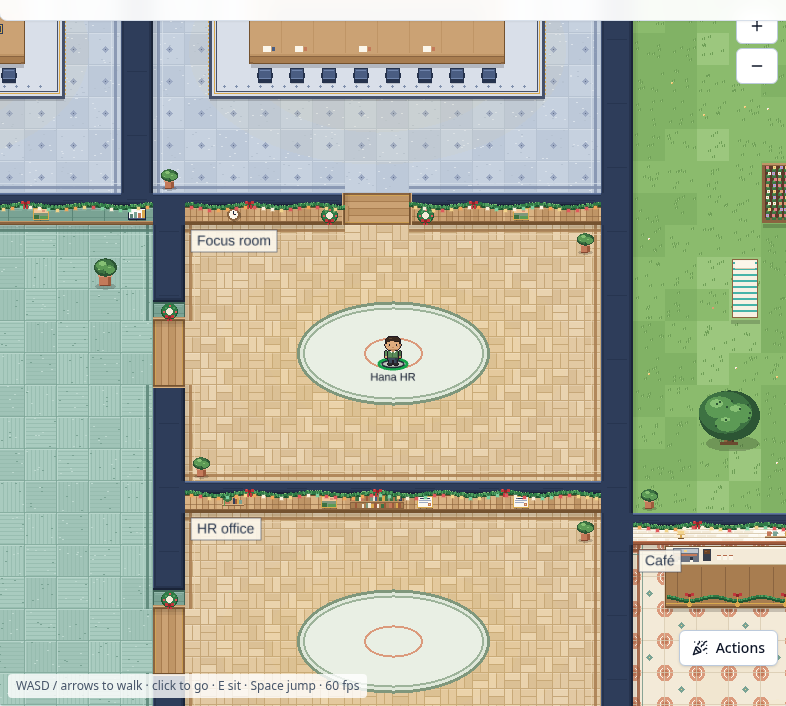 +
−
Focus room
Hana HR
HR office
Café
Actions
WASD / arrows to walk · click to go · E sit · Space jump · 60 fps